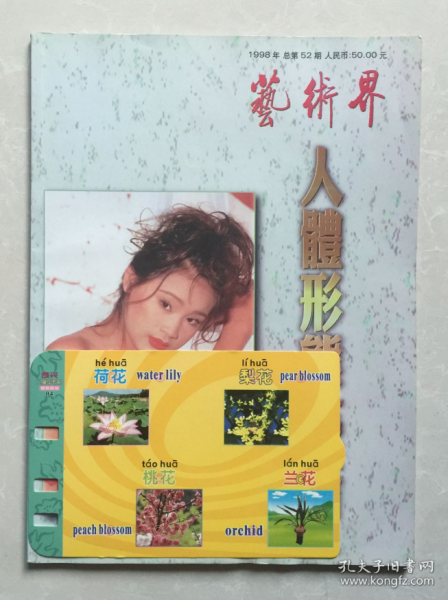 1998年 总第52期 人民币:50.00元
藝術界
人體形態
hé huā
荷花 water lily
lí huā
梨花 pear blossom
táo huā
桃花
lán huā
兰花
peach blossom
orchid
04
孔夫子旧书网
www.kongfz.com